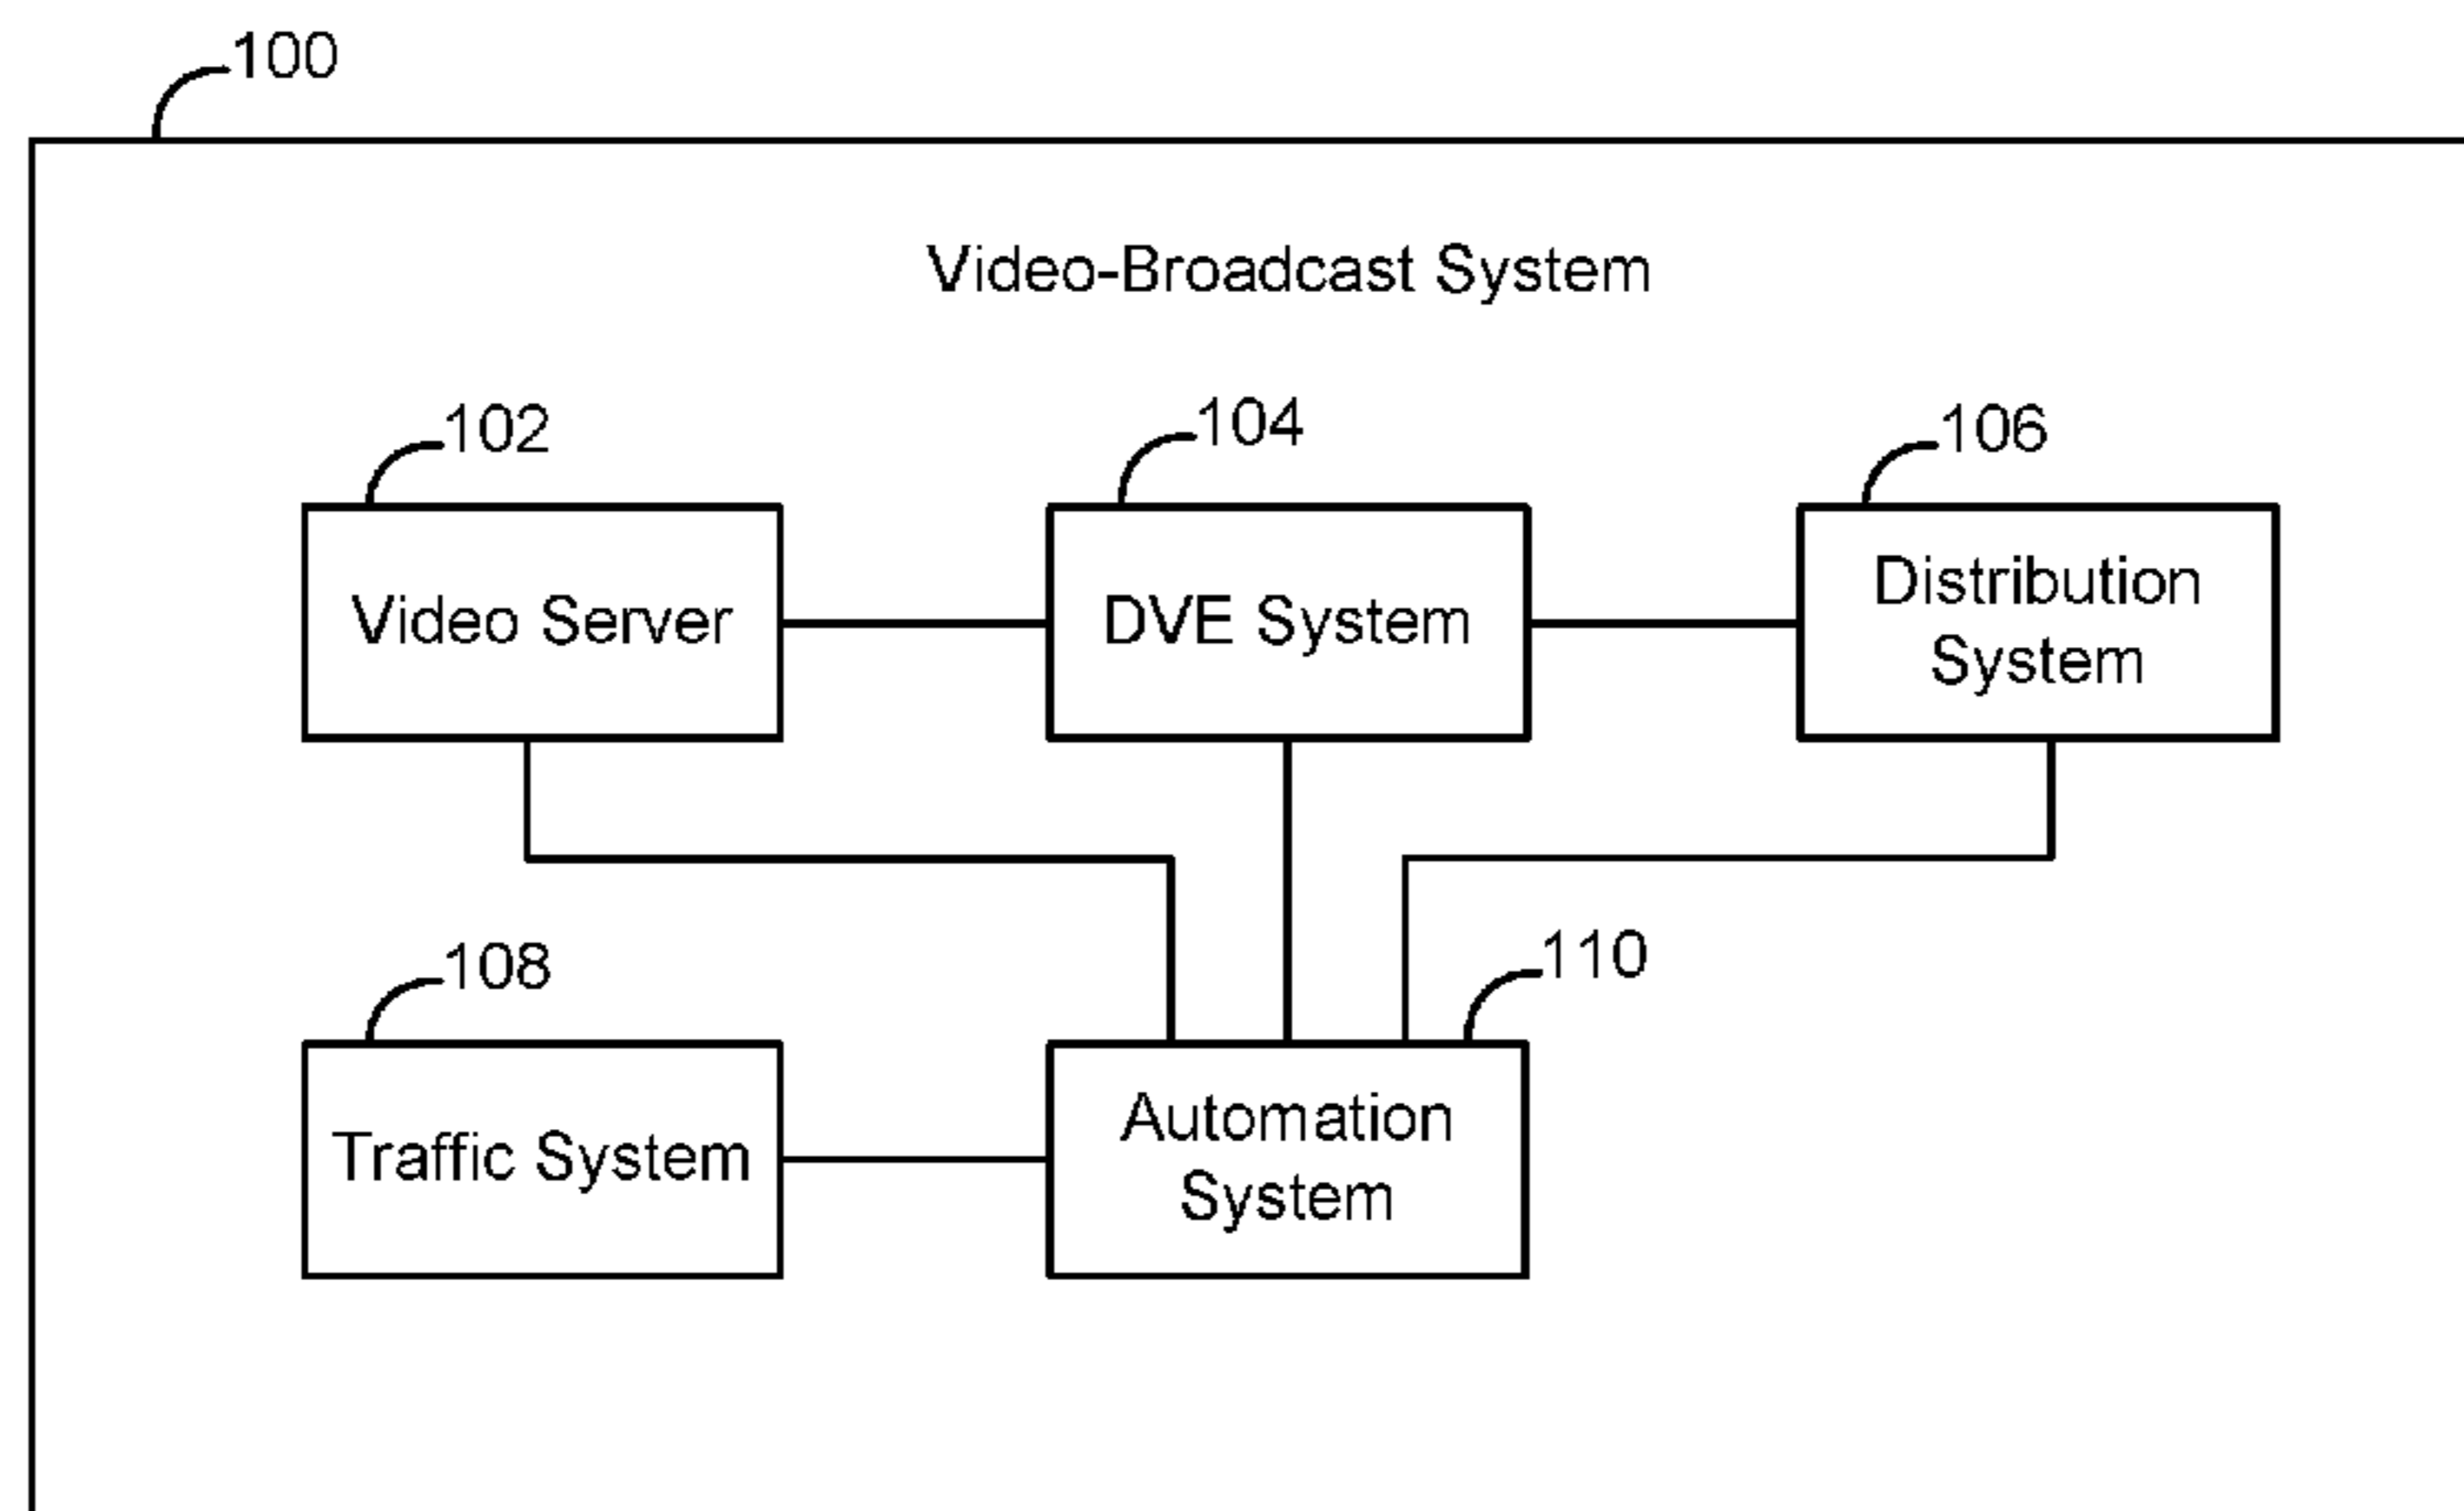 100
Video-Broadcast System
102
104
106
Video Server
DVE System
Distribution
System
108
110
Traffic System
Automation
System